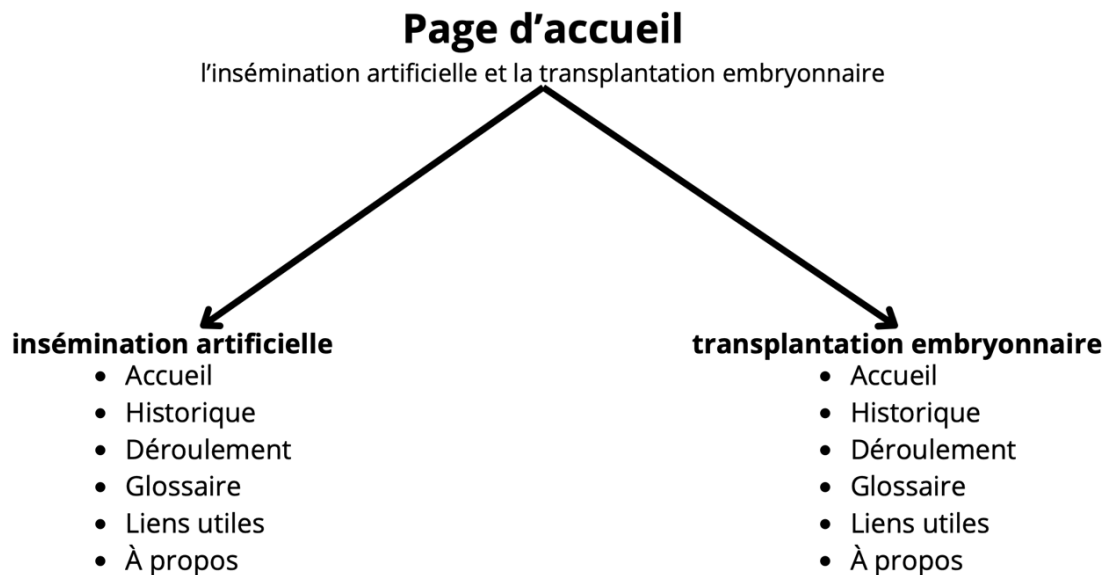 Page d’accueil
l’insémination artificielle et la transplantation embryonnaire
insémination artificielle
• Accueil
• Historique
• Déroulement
• Glossaire
• Liens utiles
• À propos
transplantation embryonnaire
• Accueil
• Historique
• Déroulement
• Glossaire
• Liens utiles
• À propos